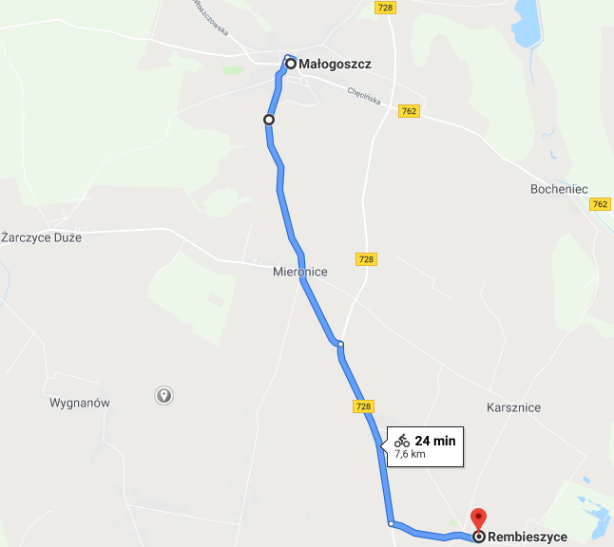 728
Małogoszcz
Chęcińska
762
Bocheniec
762
Żarczyce Duże
728
Mieronice
728
Wygnanów
Karsznice
24 min
7,6 km
Rembieszyce